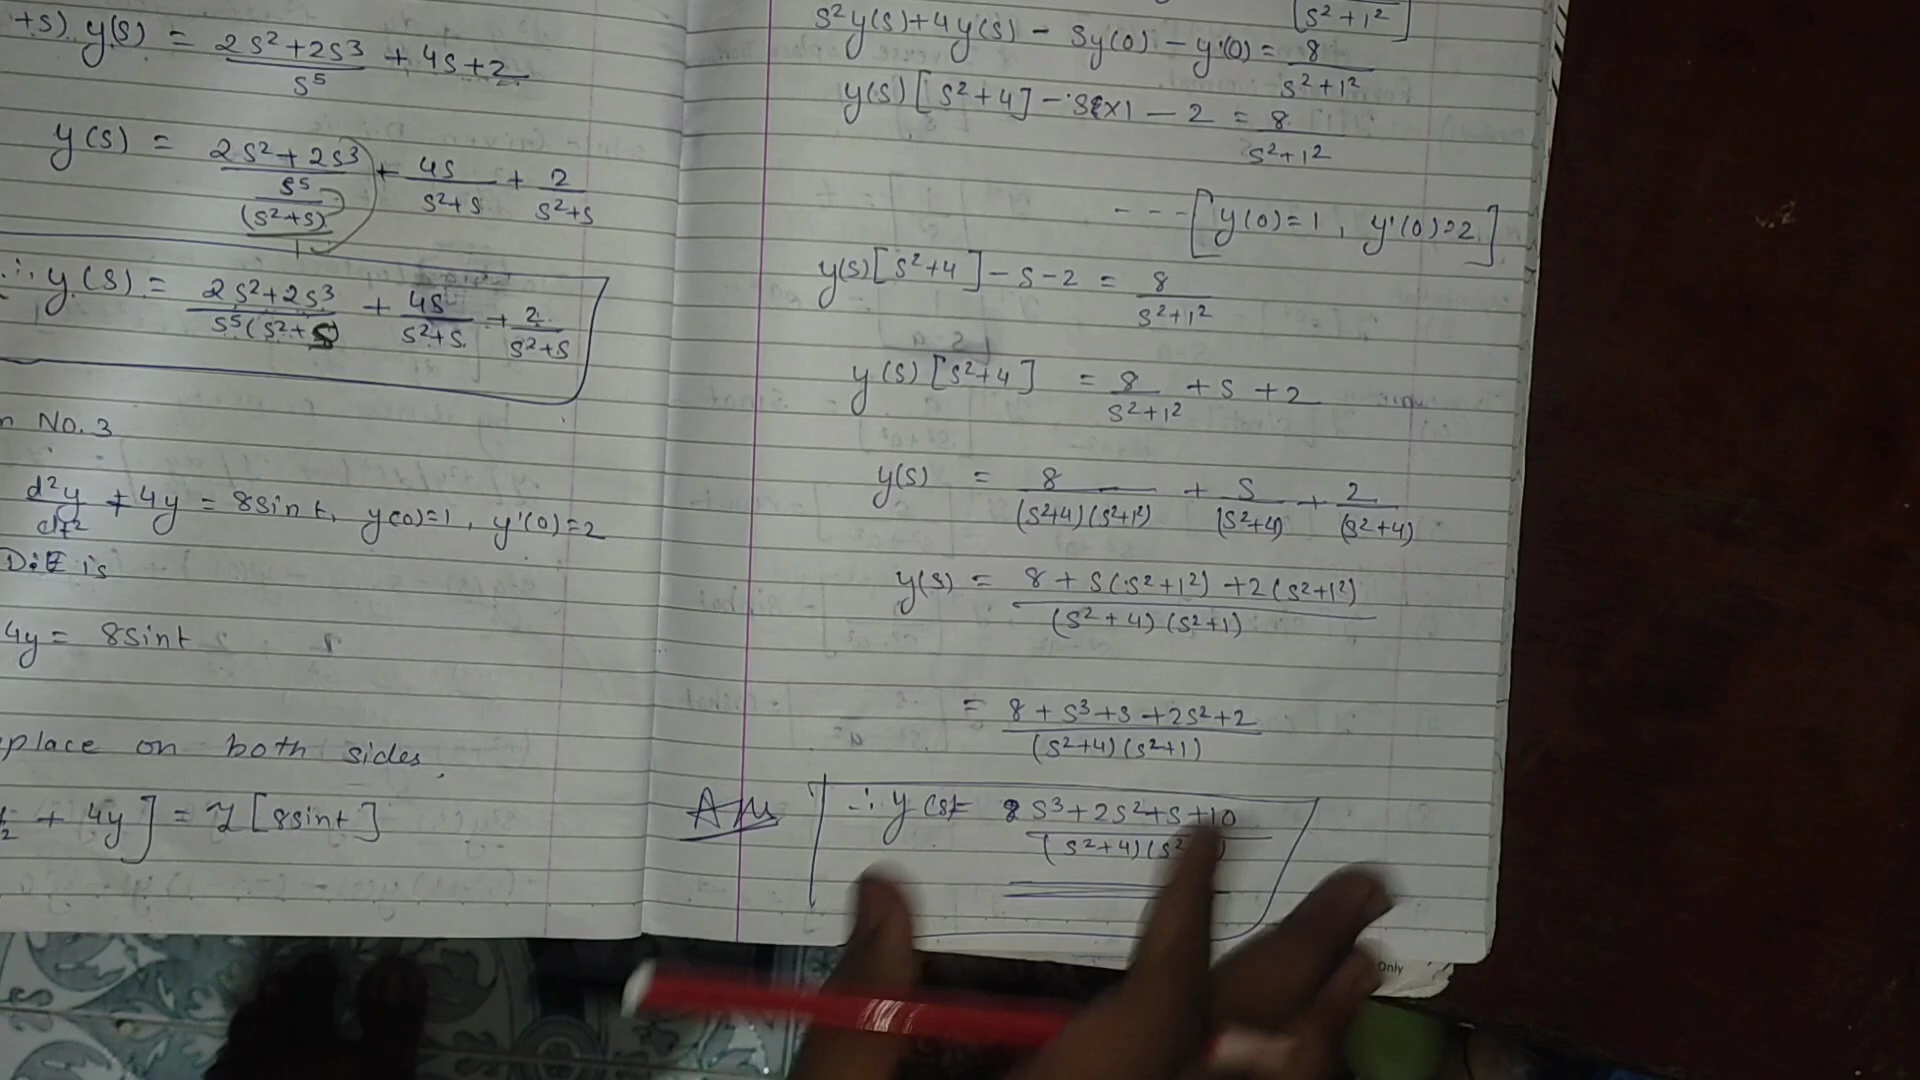 +s) y(s) = 2s²+2s³ / s⁵ + 4s+2
y(s) = 2s²+2s³ / s⁵ / (s²+s) / 1 + 4s / s²+s + 2 / s²+s
∴ y(s) = 2s²+2s³ / s⁵(s²+s) + 4s / s²+s + 2 / s²+s
n No. 3
d²y / dt² + 4y = 8sint, y(0)=1, y'(0)=2
D.E is
4y = 8sint
place on both sides.
+ 4y] = L[8sint]
s²+1²]
s²y(s)+4y(s) - sy(0) - y'(0) = 8 / s²+1²
y(s)[s²+4] - s×1 - 2 = 8 / s²+1²
---[y(0)=1, y'(0)=2]
y(s)[s²+4] - s - 2 = 8 / s²+1²
y(s)[s²+4] = 8 / s²+1² + s + 2
y(s) = 8 / (s²+4)(s²+1²) + s / (s²+4) + 2 / (s²+4)
y(s) = 8 + s(s²+1²) + 2(s²+1²) / (s²+4)(s²+1)
= 8 + s³+s+2s²+2 / (s²+4)(s²+1)
Ans ∴ y(s) = s³+2s²+s+10 / (s²+4)(s²
Only